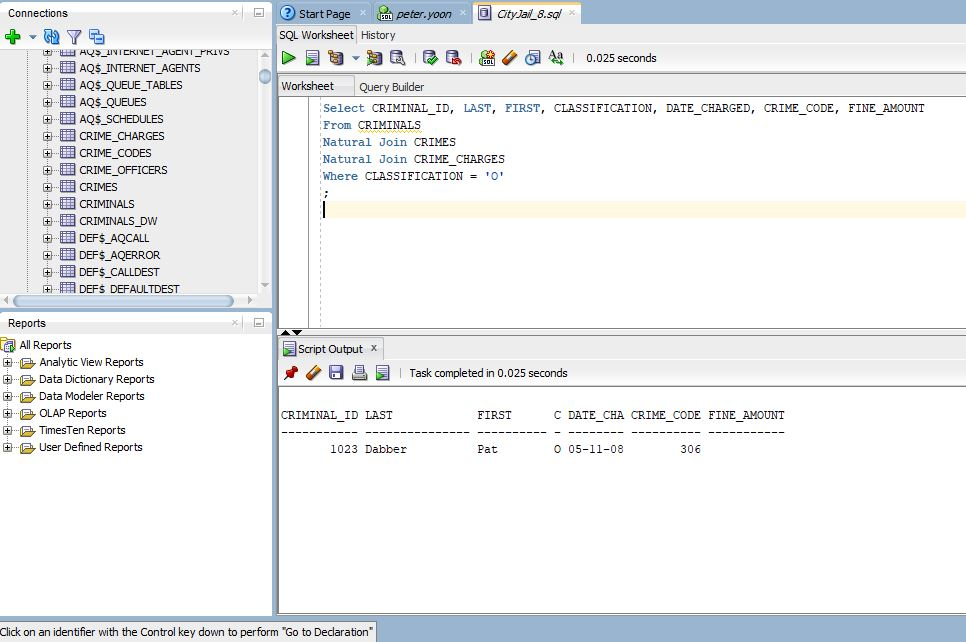 Connections
AQ$_INTERNET_AGENT_PRIVS
AQ$_INTERNET_AGENTS
AQ$_QUEUE_TABLES
AQ$_QUEUES
AQ$_SCHEDULES
CRIME_CHARGES
CRIME_CODES
CRIME_OFFICERS
CRIMES
CRIMINALS
CRIMINALS_DW
DEF$_AQCALL
DEF$_AQERROR
DEF$_CALLDEST
DEF$_DEFAULTDEST
Reports
All Reports
Analytic View Reports
Data Dictionary Reports
Data Modeler Reports
OLAP Reports
TimesTen Reports
User Defined Reports
Start Page peter.yoon CityJail_8.sql
SQL Worksheet History
0.025 seconds
Worksheet Query Builder
Select CRIMINAL_ID, LAST, FIRST, CLASSIFICATION, DATE_CHARGED, CRIME_CODE, FINE_AMOUNT
From CRIMINALS
Natural Join CRIMES
Natural Join CRIME_CHARGES
Where CLASSIFICATION = 'O'
;
Script Output x
Task completed in 0.025 seconds
CRIMINAL_ID LAST FIRST C DATE_CHA CRIME_CODE FINE_AMOUNT
----------- --------------- ---------- - -------- ---------- -----------
1023 Dabber Pat O 05-11-08 306
Click on an identifier with the Control key down to perform "Go to Declaration"